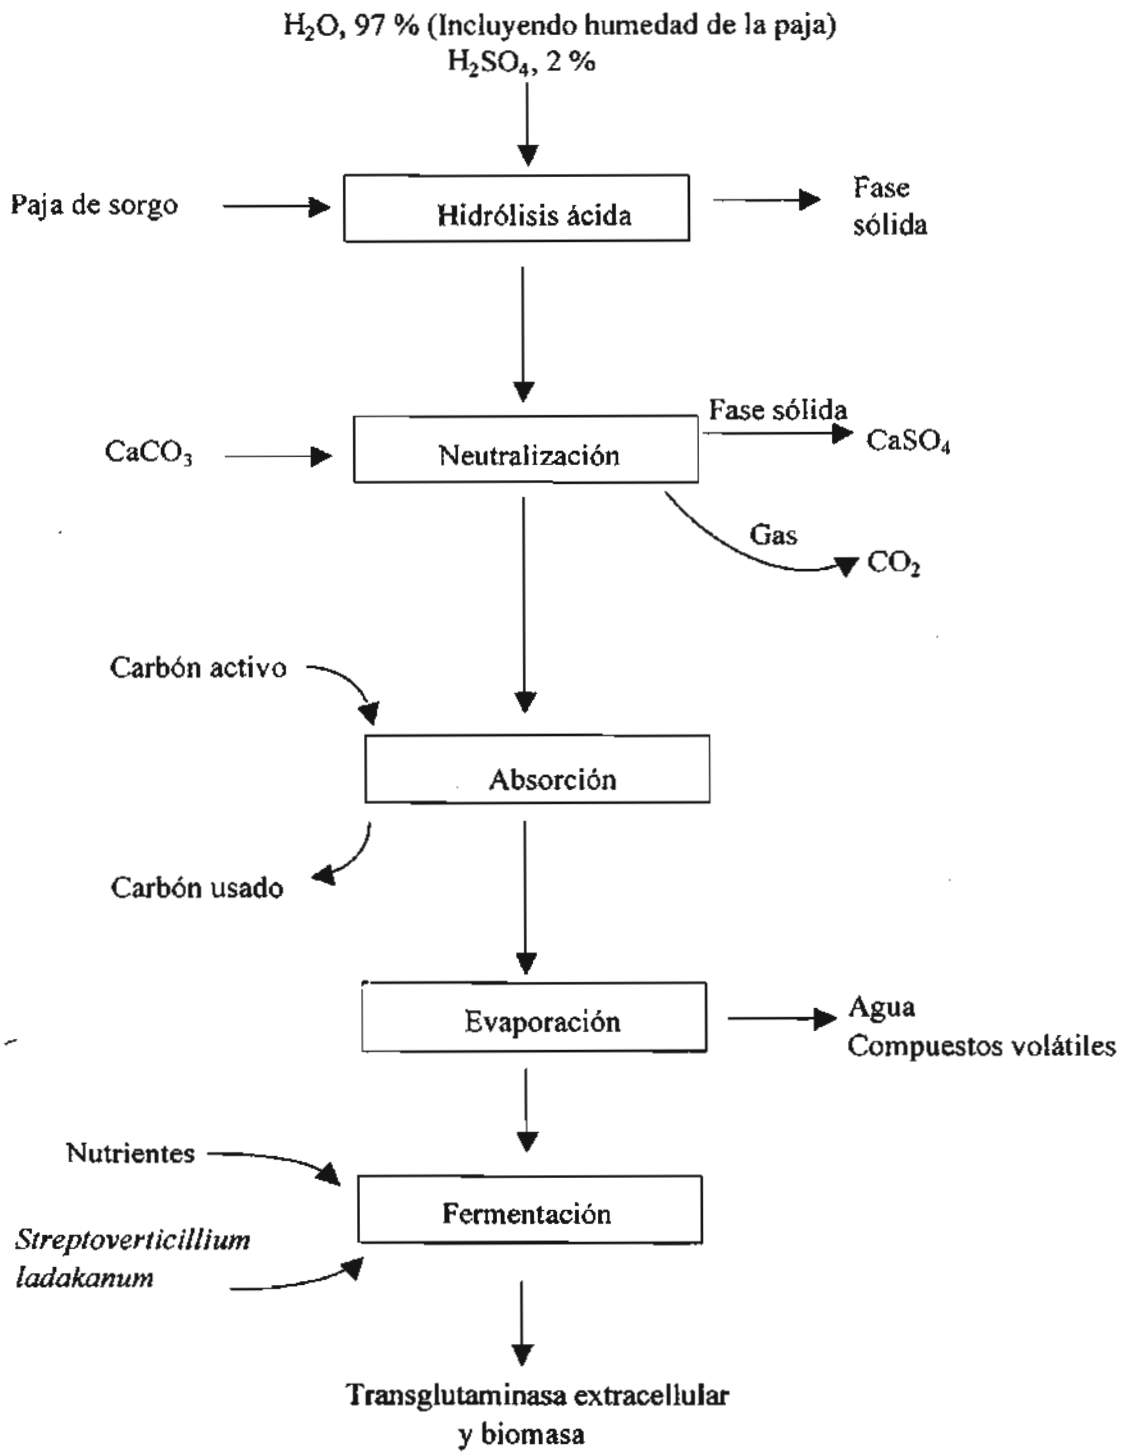 H₂O, 97 % (Incluyendo humedad de la paja)
H₂SO₄, 2 %
Paja de sorgo
Hidrólisis ácida
Fase
sólida
CaCO₃
Neutralización
Fase sólida
CaSO₄
Gas
CO₂
Carbón activo
Absorción
Carbón usado
Evaporación
Agua
Compuestos volátiles
Nutrientes
Fermentación
Streptoverticillium
ladakanum
Transglutaminasa extracellular
y biomasa